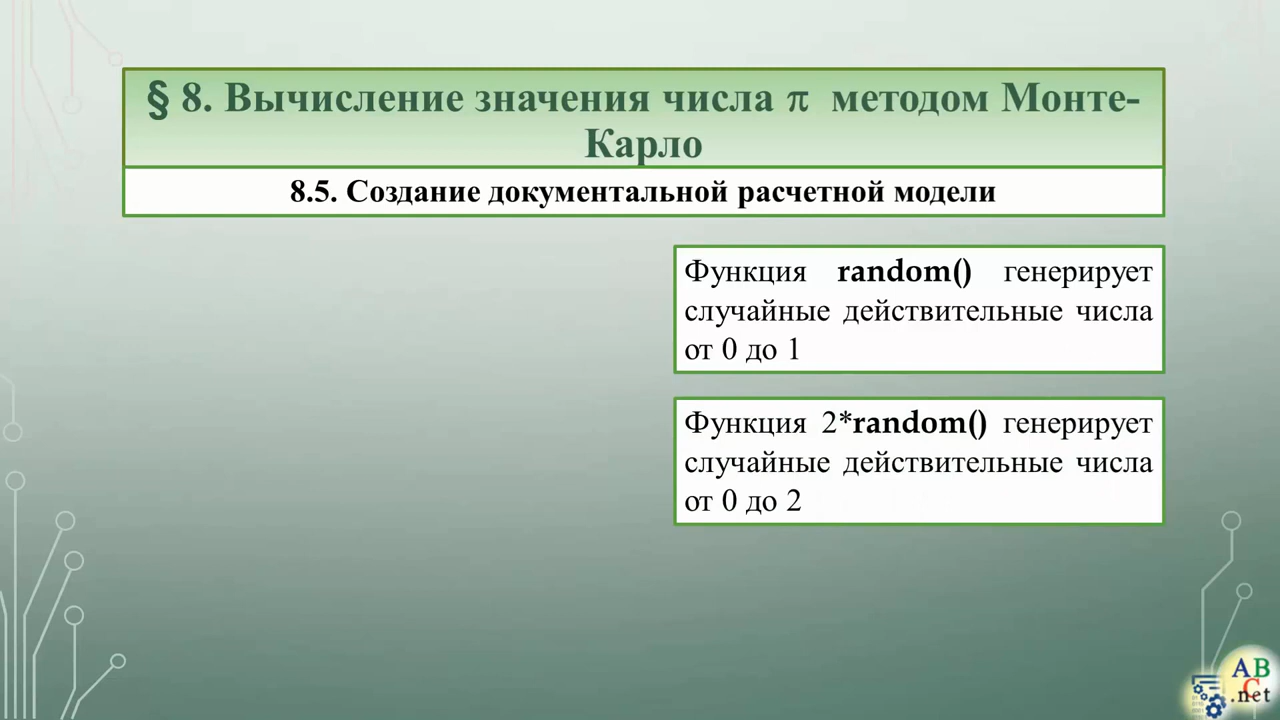 § 8. Вычисление значения числа π методом Монте-
Карло
8.5. Создание документальной расчетной модели
Функция random() генерирует
случайные действительные числа
от 0 до 1
Функция 2*random() генерирует
случайные действительные числа
от 0 до 2
AB
C
.net